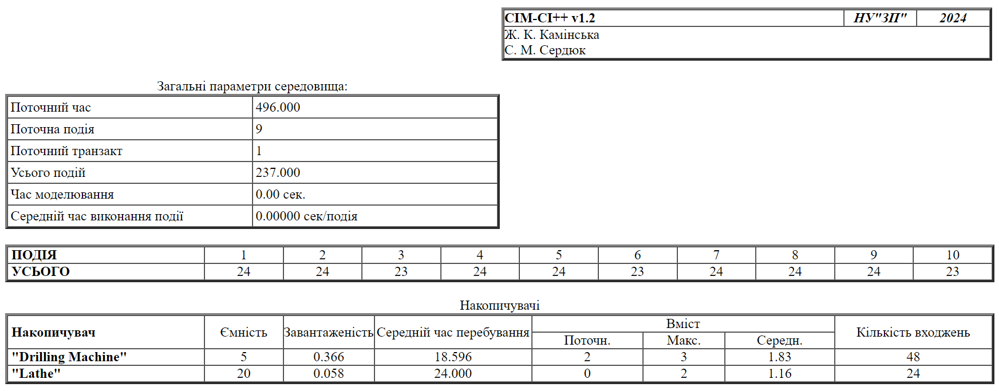 СІМ-СІ++ v1.2 НУ"ЗП" 2024
Ж. К. Камінська
С. М. Сердюк
Загальні параметри середовища:
Поточний час 496.000
Поточна подія 9
Поточний транзакт 1
Усього подій 237.000
Час моделювання 0.00 сек.
Середній час виконання події 0.00000 сек/подія
ПОДІЯ 1 2 3 4 5 6 7 8 9 10
УСЬОГО 24 24 23 24 24 23 24 24 24 23
Накопичувачі
Накопичувач Ємність Завантаженість Середній час перебування Вміст Кількість входжень
Поточн. Макс. Середн.
"Drilling Machine" 5 0.366 18.596 2 3 1.83 48
"Lathe" 20 0.058 24.000 0 2 1.16 24